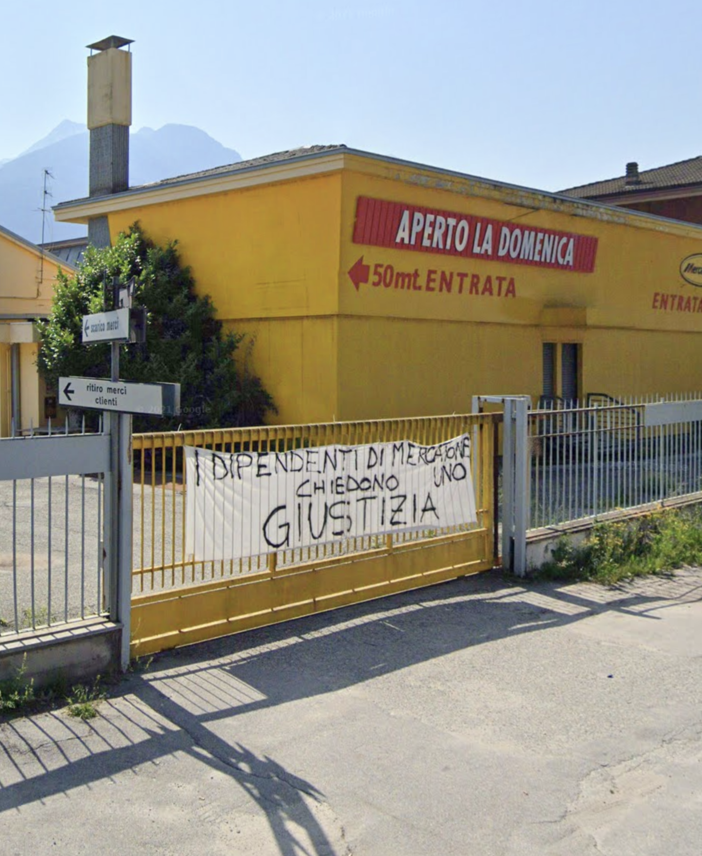 APERTO LA DOMENICA
50mt. ENTRATA
ENTRATA
scarico merci
ritiro merci
clienti
I DIPENDENTI DI MERCATONE
CHIEDONO UNO
GIUSTIZIA